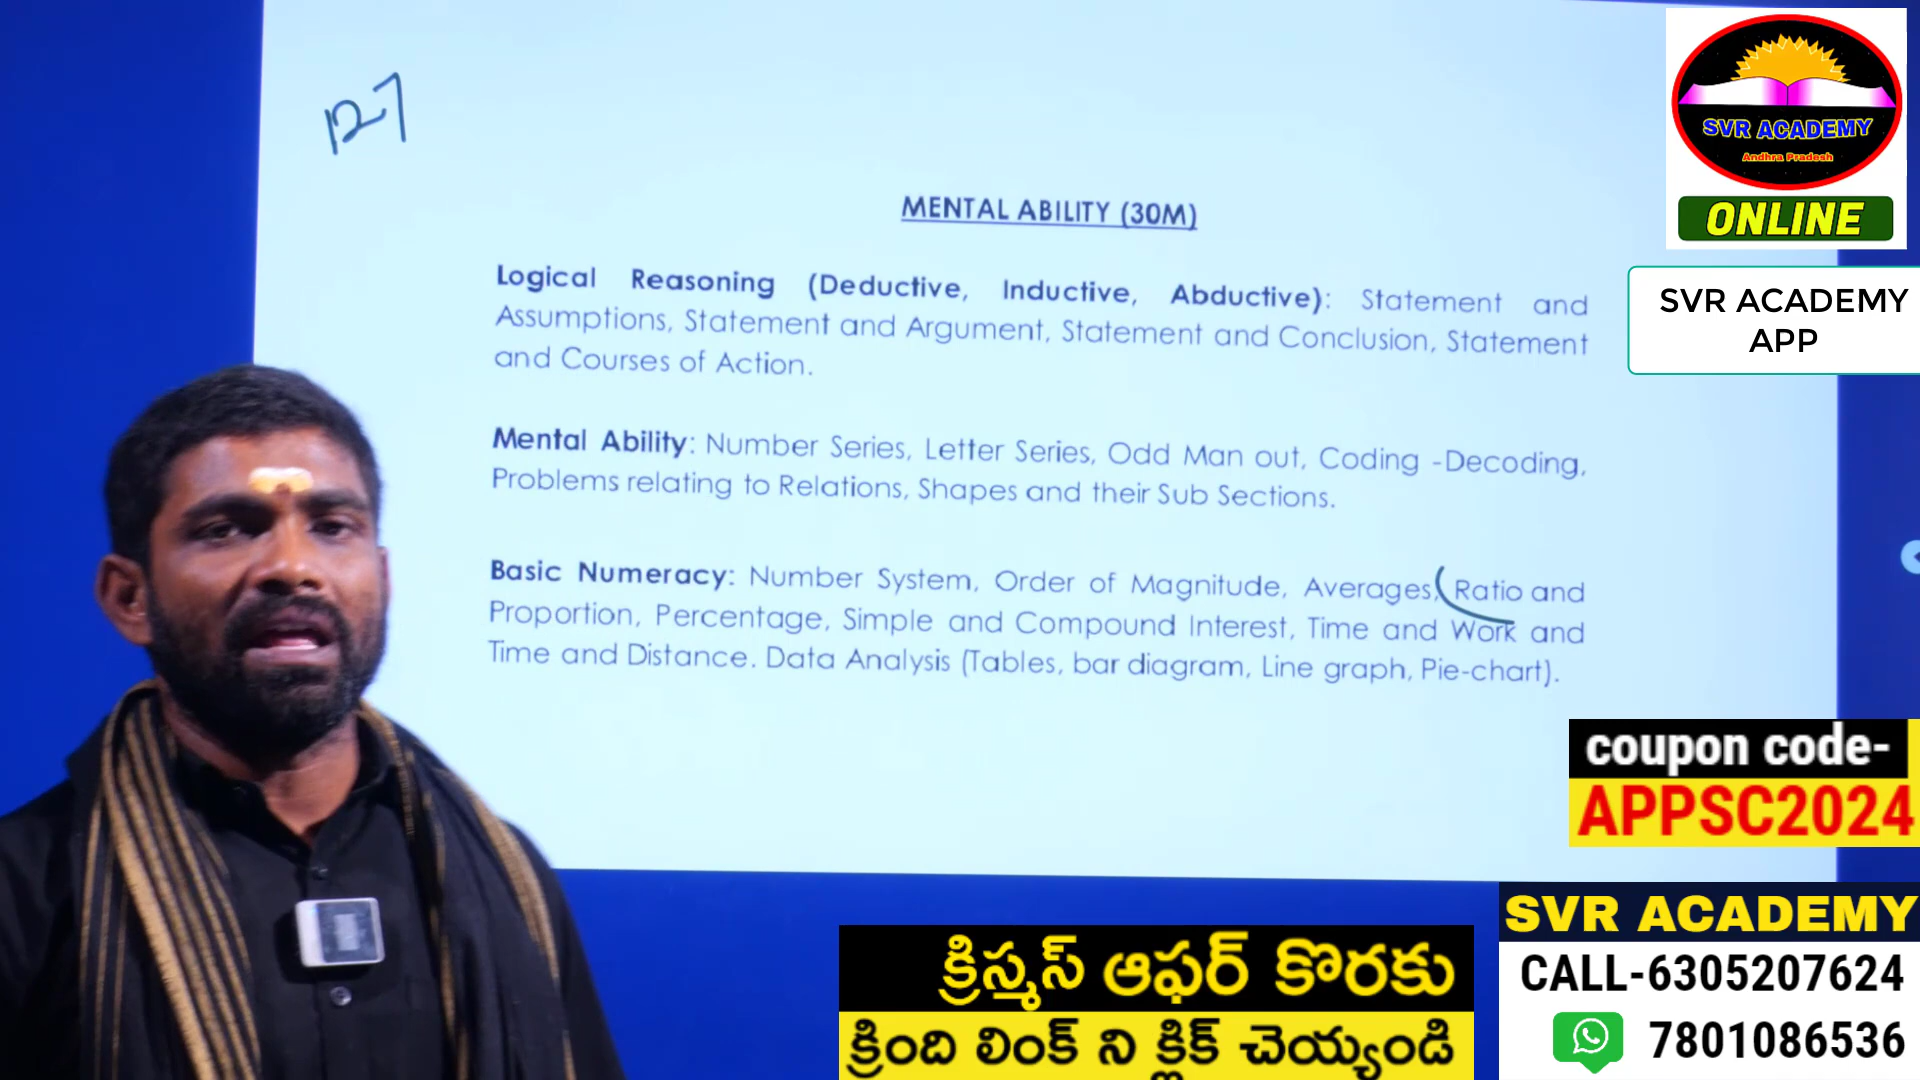 12-7
MENTAL ABILITY (30M)
Logical Reasoning (Deductive, Inductive, Abductive): Statement and
Assumptions, Statement and Argument, Statement and Conclusion, Statement
and Courses of Action.
Mental Ability: Number Series, Letter Series, Odd Man out, Coding -Decoding,
Problems relating to Relations, Shapes and their Sub Sections.
Basic Numeracy: Number System, Order of Magnitude, Averages, Ratio and
Proportion, Percentage, Simple and Compound Interest, Time and Work and
Time and Distance. Data Analysis (Tables, bar diagram, Line graph, Pie-chart).
SVR ACADEMY
Andhra Pradesh
ONLINE
SVR ACADEMY
APP
coupon code-
APPSC2024
SVR ACADEMY
CALL-6305207624
7801086536
క్రిస్మస్ ఆఫర్ కొరకు
క్రింది లింక్ ని క్లిక్ చెయ్యండి